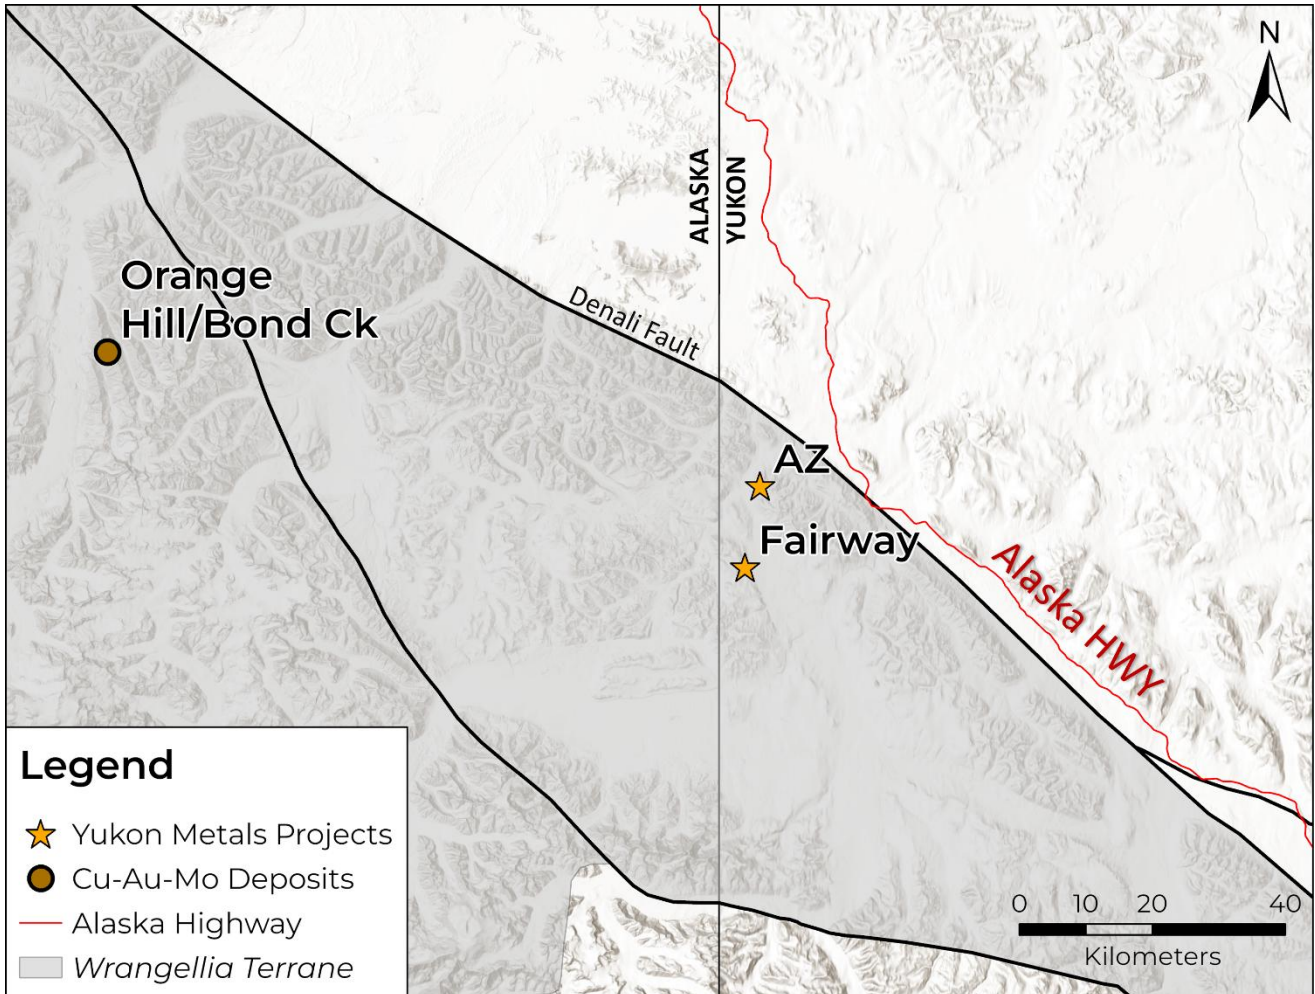 N
ALASKA
YUKON
Orange
Hill/Bond Ck
Denali Fault
AZ
Fairway
Alaska HWY
Legend
Yukon Metals Projects
Cu-Au-Mo Deposits
Alaska Highway
Wrangellia Terrane
0 10 20 40
Kilometers